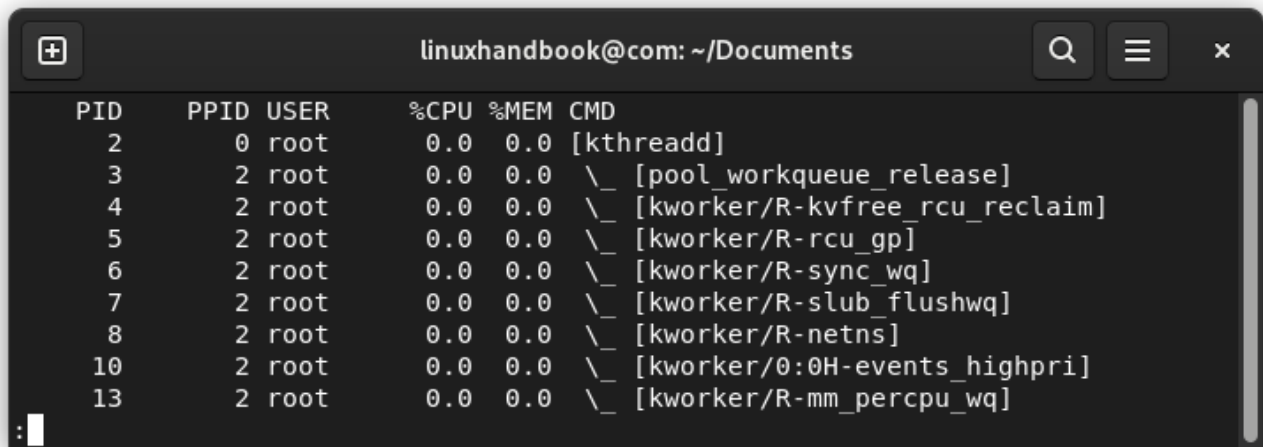 linuxhandbook@com: ~/Documents
    PID    PPID USER     %CPU %MEM CMD
      2       0 root      0.0  0.0 [kthreadd]
      3       2 root      0.0  0.0  \_ [pool_workqueue_release]
      4       2 root      0.0  0.0  \_ [kworker/R-kvfree_rcu_reclaim]
      5       2 root      0.0  0.0  \_ [kworker/R-rcu_gp]
      6       2 root      0.0  0.0  \_ [kworker/R-sync_wq]
      7       2 root      0.0  0.0  \_ [kworker/R-slub_flushwq]
      8       2 root      0.0  0.0  \_ [kworker/R-netns]
     10       2 root      0.0  0.0  \_ [kworker/0:0H-events_highpri]
     13       2 root      0.0  0.0  \_ [kworker/R-mm_percpu_wq]
: